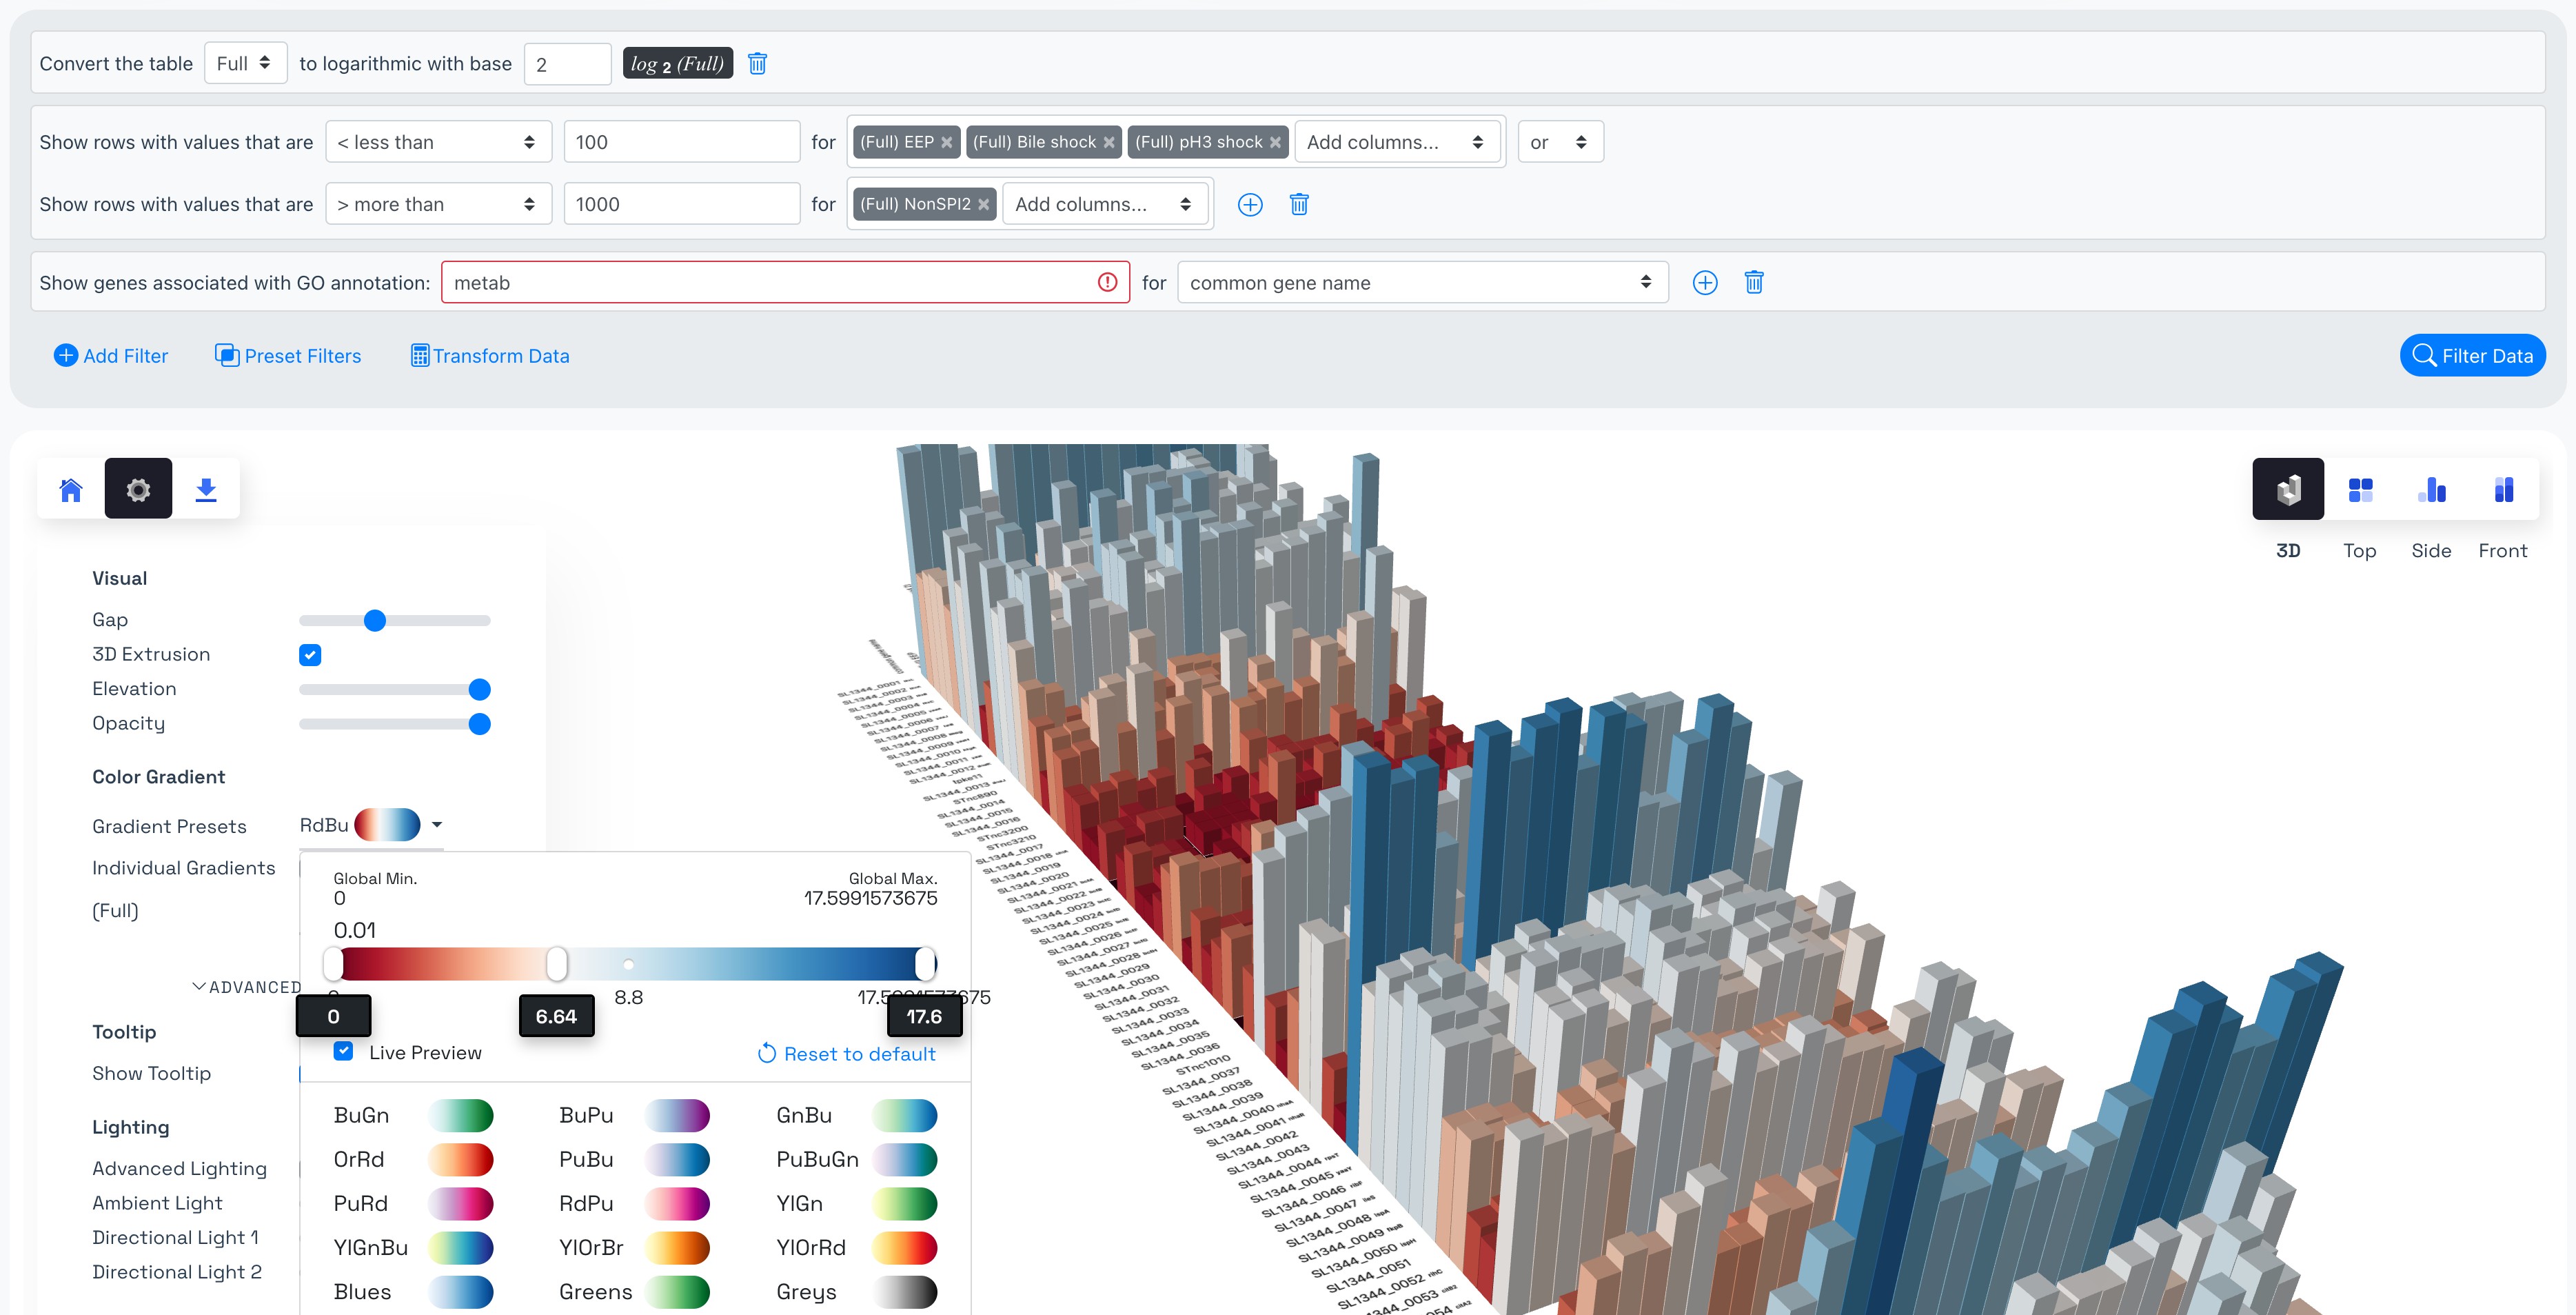 Convert the table Full to logarithmic with base 2 log 2 (Full)
Show rows with values that are < less than 100 for (Full) EEP × (Full) Bile shock × (Full) pH3 shock × Add columns... or
Show rows with values that are > more than 1000 for (Full) NonSPI2 × Add columns...
Show genes associated with GO annotation: metab for common gene name
Add Filter Preset Filters Transform Data Filter Data
3D Top Side Front
Visual
Gap
3D Extrusion
Elevation
Opacity
Color Gradient
Gradient Presets RdBu
Individual Gradients
(Full)
ADVANCED
Tooltip
Show Tooltip
Lighting
Advanced Lighting
Ambient Light
Directional Light 1
Directional Light 2
Global Min. Global Max.
0 17.5991573675
0.01
8.8 17.5991573675
0 6.64 17.6
Live Preview Reset to default
BuGn BuPu GnBu
OrRd PuBu PuBuGn
PuRd RdPu YlGn
YlGnBu YlOrBr YlOrRd
Blues Greens Greys
SL1344_0001
SL1344_0002
SL1344_0003
SL1344_0004
SL1344_0005
SL1344_0006
SL1344_0007
SL1344_0008
SL1344_0009
SL1344_0010
SL1344_0011
SL1344_0012
SL1344_0013
STnc890
SL1344_0014
SL1344_0015
SL1344_0016
STnc3200
STnc3210
SL1344_0017
SL1344_0018
SL1344_0019
SL1344_0020
SL1344_0021
SL1344_0022
SL1344_0023
SL1344_0024
SL1344_0025
SL1344_0026
SL1344_0027
SL1344_0028
SL1344_0029
SL1344_0030
SL1344_0031
SL1344_0032
SL1344_0033
SL1344_0034
SL1344_0035
SL1344_0036
STnc1010
SL1344_0037
SL1344_0038
SL1344_0039
SL1344_0040
SL1344_0041
SL1344_0042
SL1344_0043
SL1344_0044
SL1344_0045
SL1344_0046
SL1344_0047
SL1344_0048
SL1344_0049
SL1344_0050
SL1344_0051
SL1344_0052